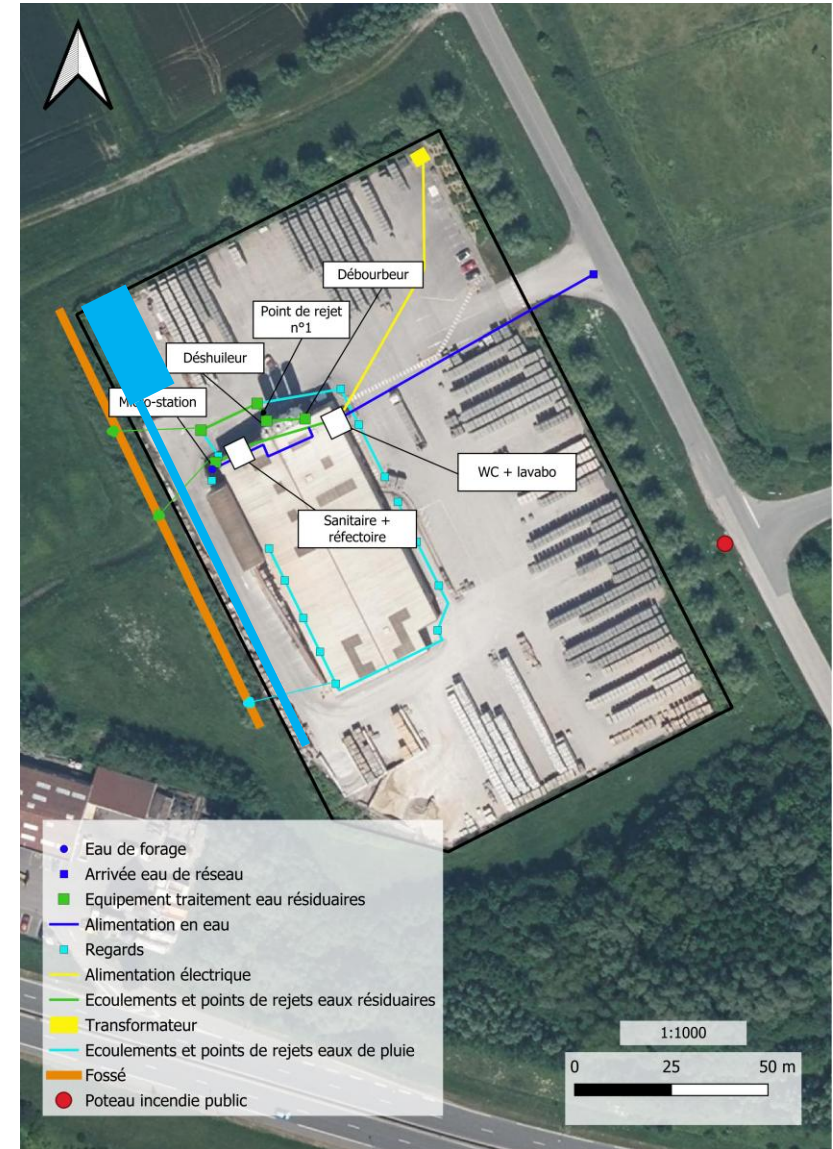 Débourbeur
Point de rejet
n°1
Déshuileur
Micro-station
WC + lavabo
Sanitaire +
réfectoire
Eau de forage
Arrivée eau de réseau
Equipement traitement eau résiduaires
Alimentation en eau
Regards
Alimentation électrique
Ecoulements et points de rejets eaux résiduaires
Transformateur
Ecoulements et points de rejets eaux de pluie
Fossé
Poteau incendie public
1:1000
0 25 50 m